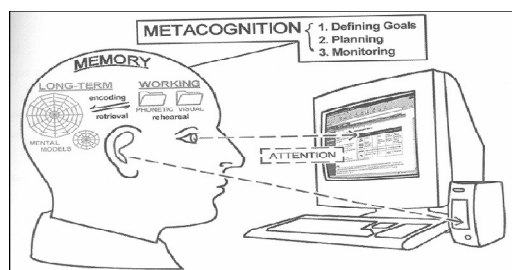 METACOGNITION
1. Defining Goals
2. Planning
3. Monitoring
MEMORY
LONG-TERM
WORKING
encoding
retrieval
PHONETIC VISUAL
rehearsal
MENTAL
MODELS
ATTENTION